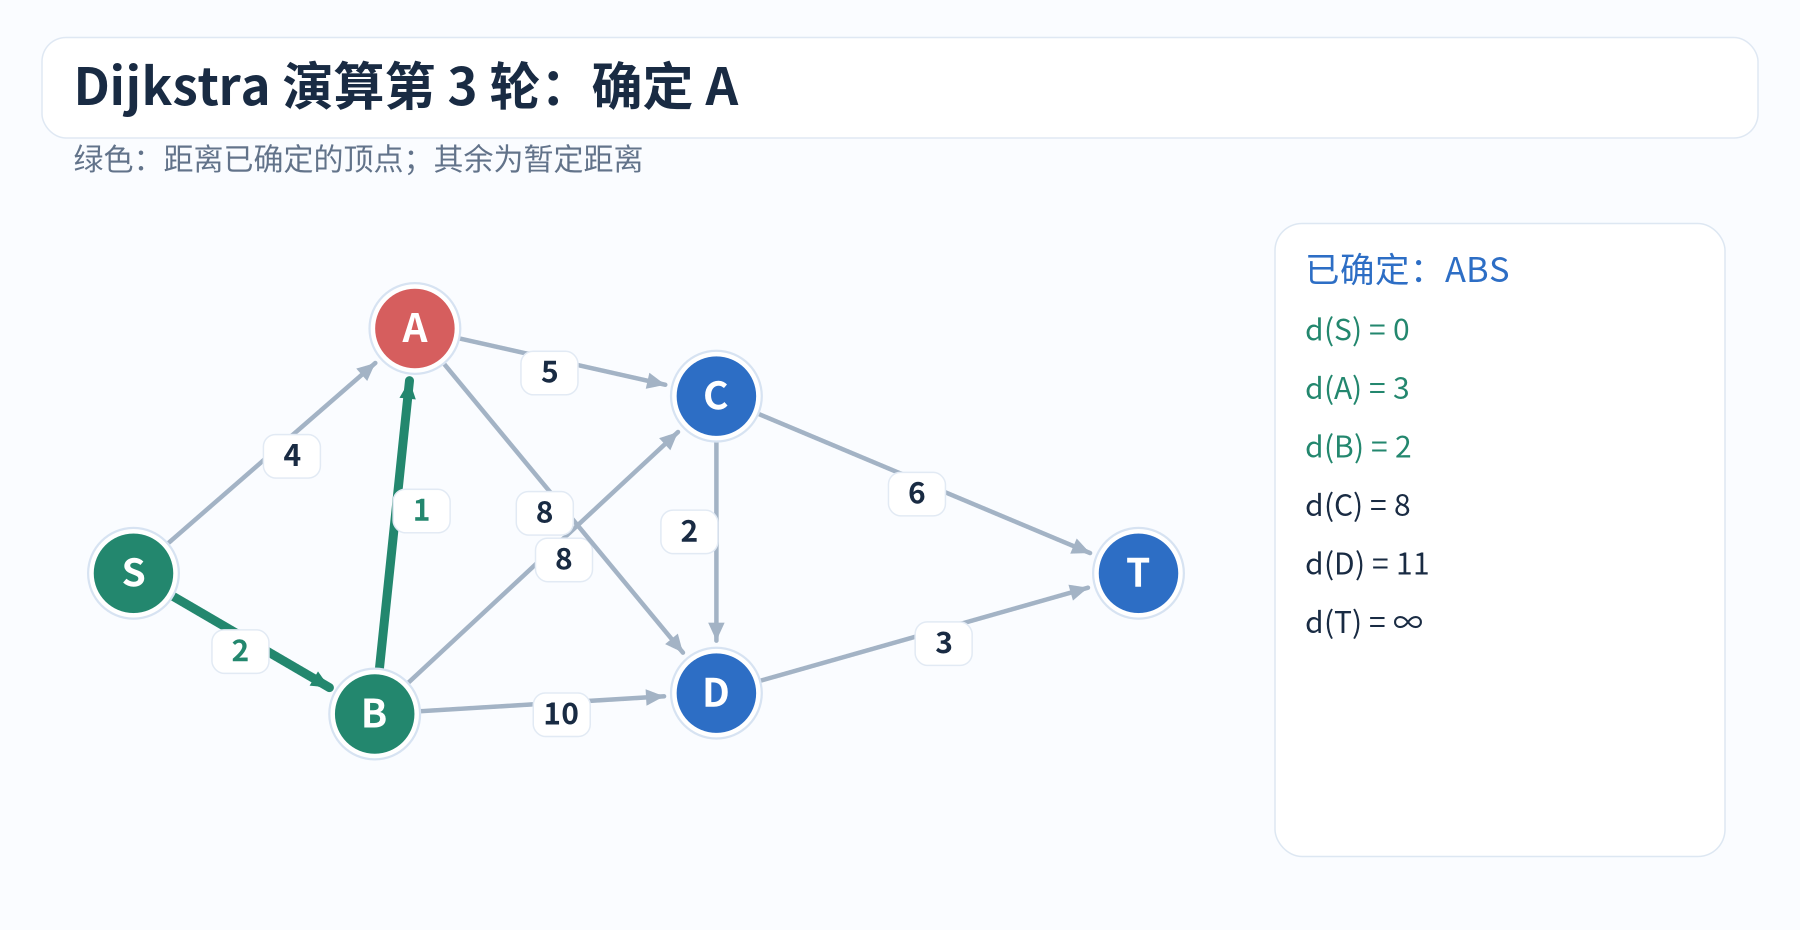 Dijkstra 演算第 3 轮：确定 A
绿色：距离已确定的顶点；其余为暂定距离
已确定：ABS
d(S) = 0
d(A) = 3
d(B) = 2
d(C) = 8
d(D) = 11
d(T) = ∞
A
5
C
4
1
8
8
2
6
S
T
2
3
B
10
D